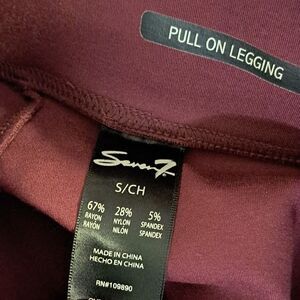 PULL ON LEGGING
Seven7
S/CH
67% 28% 5%
RAYON NYLON SPANDEX
RAYÓN NILÓN SPANDEX
MADE IN CHINA
HECHO EN CHINA
RN#109890